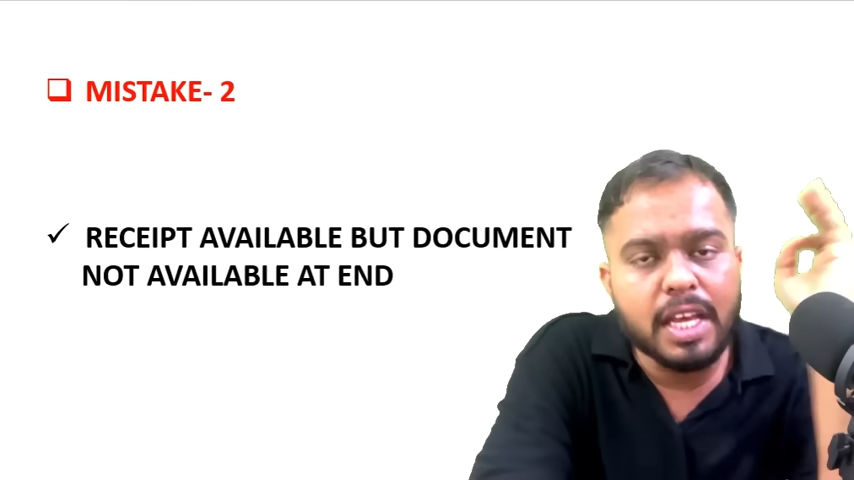 MISTAKE- 2
RECEIPT AVAILABLE BUT DOCUMENT
NOT AVAILABLE AT END